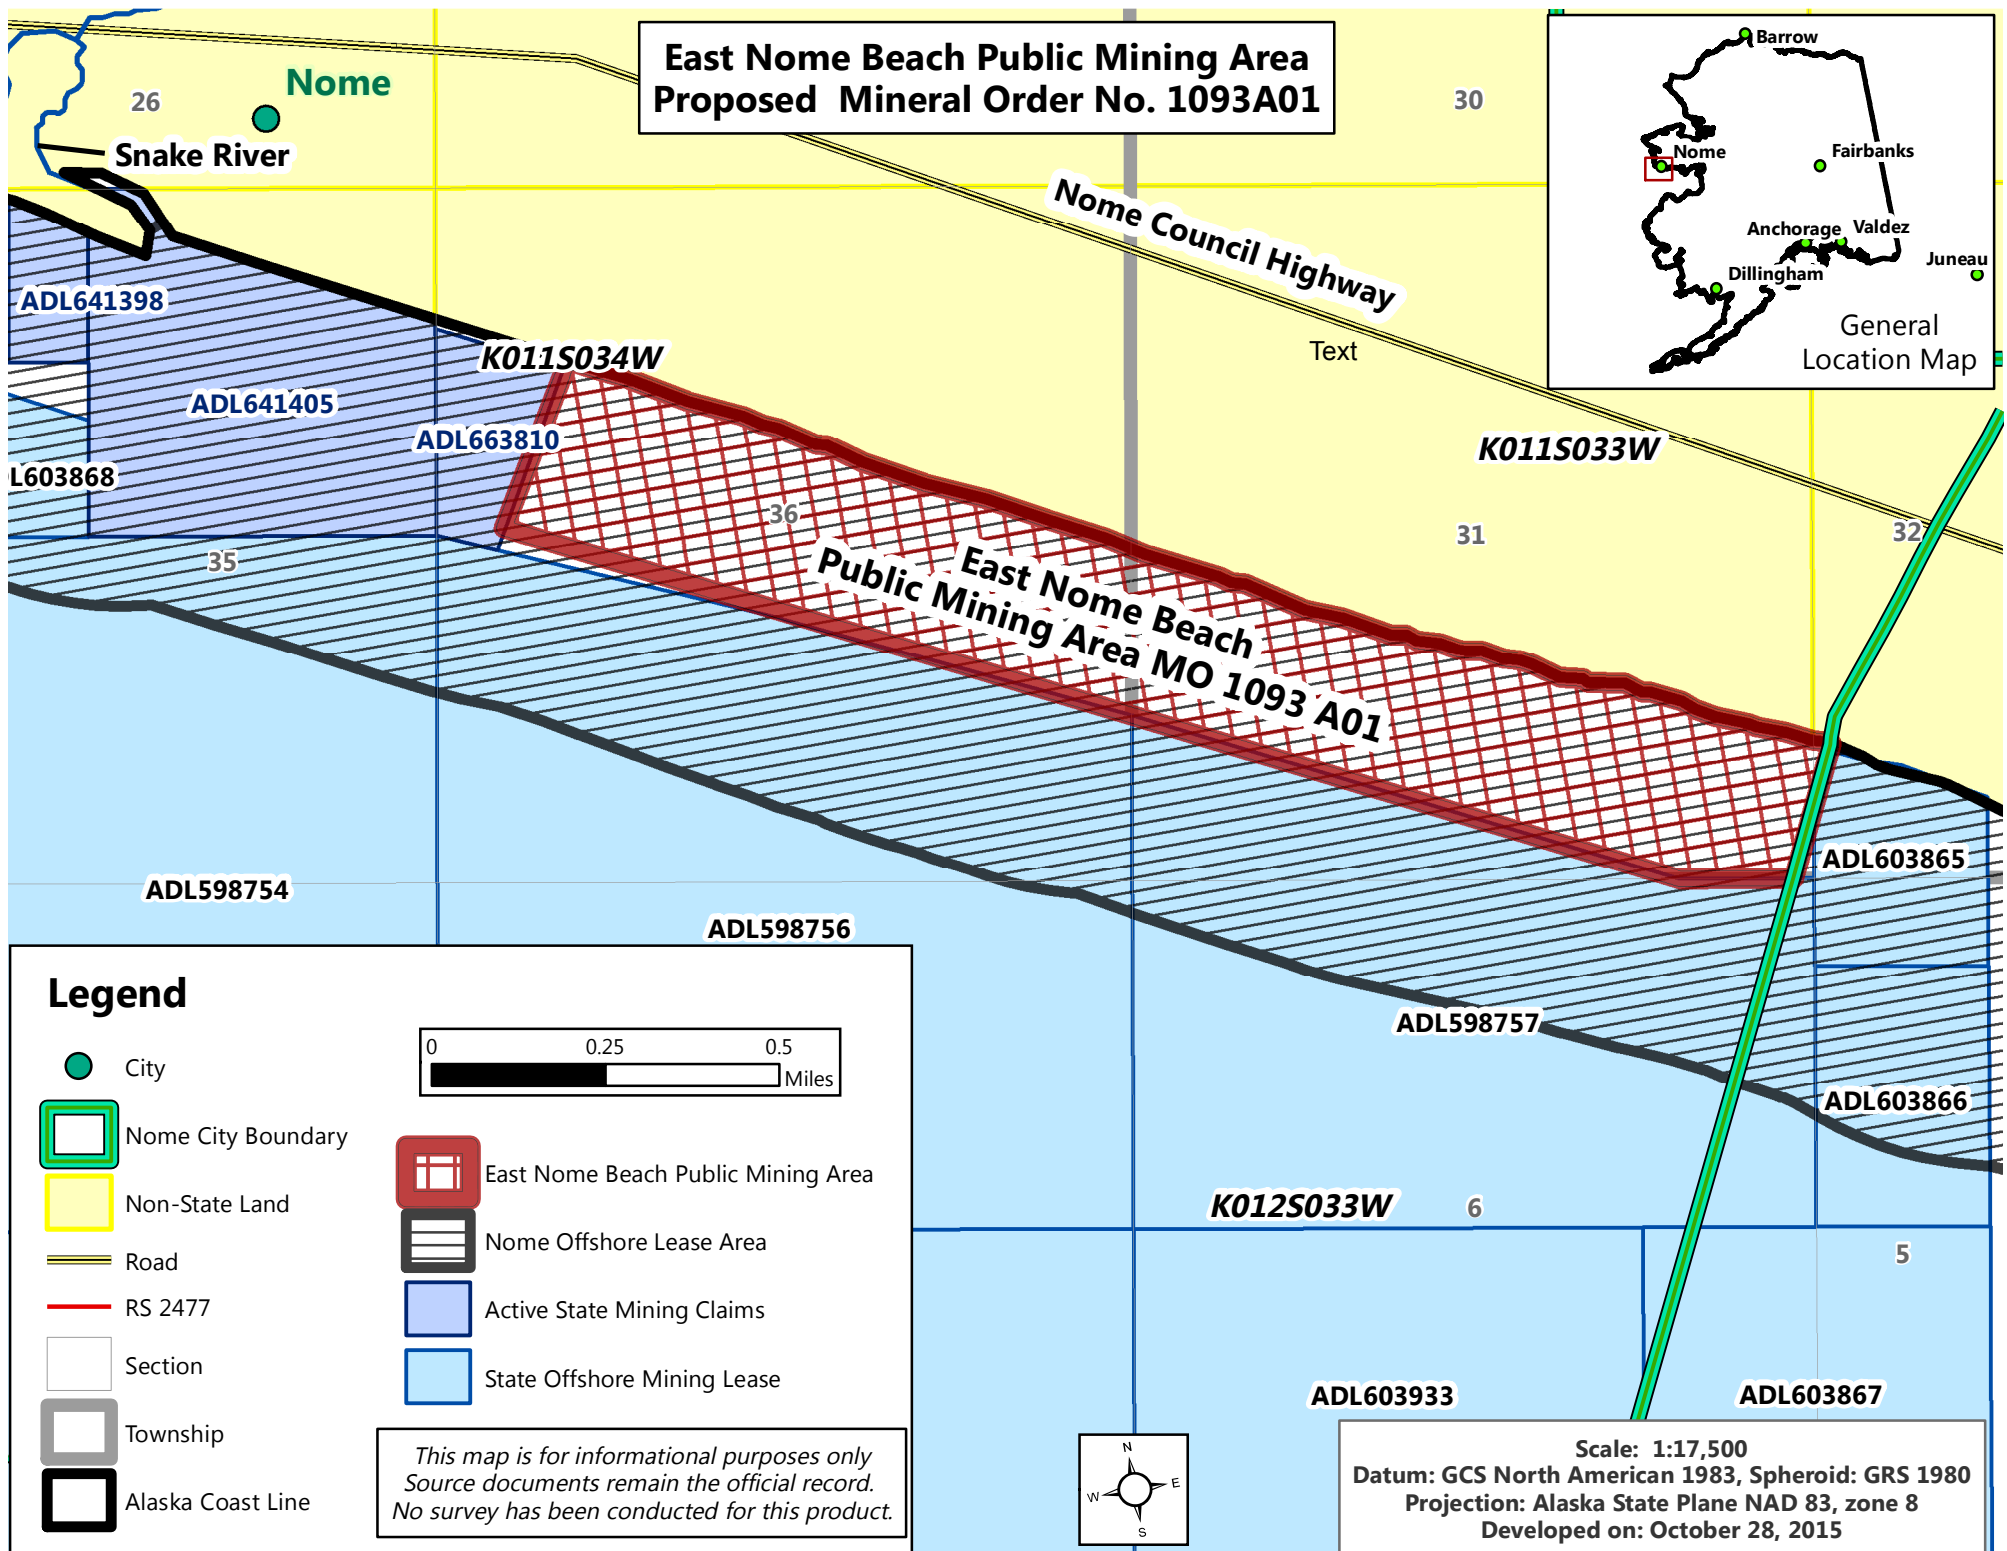 East Nome Beach Public Mining Area
Proposed Mineral Order No. 1093A01
Barrow
Nome
Fairbanks
Anchorage
Valdez
Juneau
Dillingham
General
Location Map
Nome
26
30
Snake River
Nome Council Highway
Text
ADL641398
K011S034W
ADL641405
ADL663810
K011S033W
L603868
36
31
32
35
East Nome Beach
Public Mining Area MO 1093 A01
ADL603865
ADL598754
ADL598756
ADL598757
ADL603866
K012S033W
6
5
ADL603933
ADL603867
Legend
0 0.25 0.5
Miles
City
Nome City Boundary
Non-State Land
Road
RS 2477
Section
Township
Alaska Coast Line
East Nome Beach Public Mining Area
Nome Offshore Lease Area
Active State Mining Claims
State Offshore Mining Lease
This map is for informational purposes only
Source documents remain the official record.
No survey has been conducted for this product.
N
W
E
S
Scale: 1:17,500
Datum: GCS North American 1983, Spheroid: GRS 1980
Projection: Alaska State Plane NAD 83, zone 8
Developed on: October 28, 2015